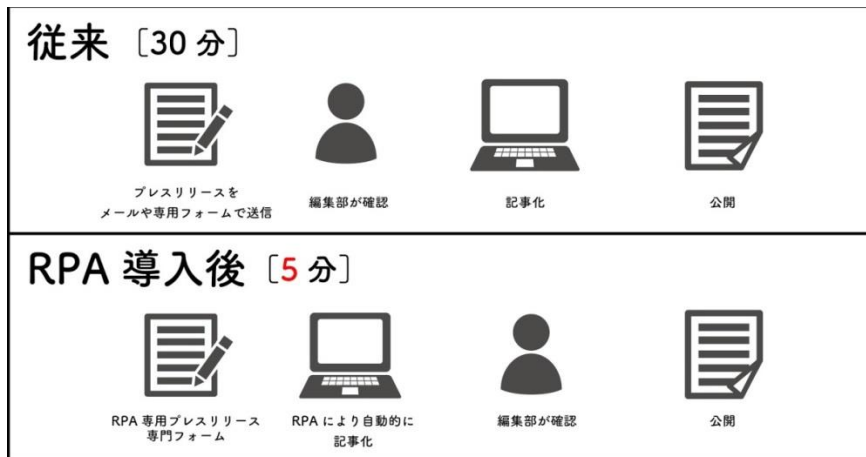 従来［30分］
プレスリリースを
メールや専用フォームで送信
編集部が確認
記事化
公開
RPA 導入後［5分］
RPA 専用プレスリリース
専門フォーム
RPA により自動的に
記事化
編集部が確認
公開